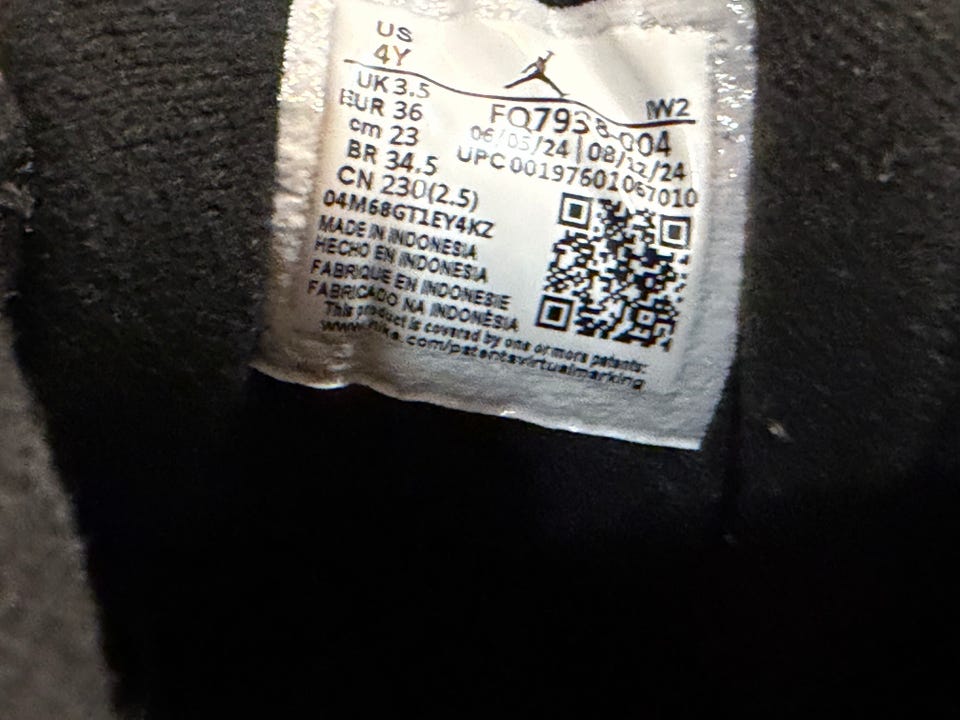 US
4Y
UK 3.5
EUR 36
cm 23
BR 34.5
CN 230(2.5)
04M68GT1EY4KZ
MADE IN INDONESIA
HECHO EN INDONESIA
FABRIQUE EN INDONESIE
FABRICADO NA INDONÉSIA
This product is covered by one or more patents:
www.nike.com/patentsvirtualmarking
IW2
FQ7938-004
06/05/24 | 08/12/24
UPC 00197601067010